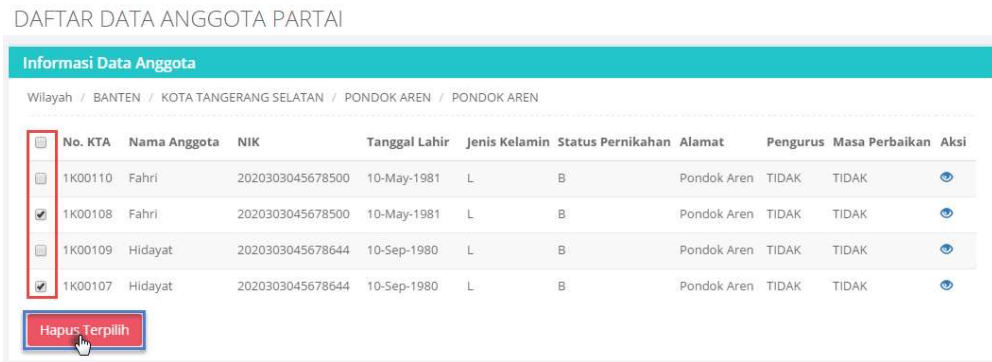 DAFTAR DATA ANGGOTA PARTAI
Informasi Data Anggota
Wilayah / BANTEN / KOTA TANGERANG SELATAN / PONDOK AREN / PONDOK AREN
No. KTA Nama Anggota NIK Tanggal Lahir Jenis Kelamin Status Pernikahan Alamat Pengurus Masa Perbaikan Aksi
1K00110 Fahri 2020303045678500 10-May-1981 L B Pondok Aren TIDAK TIDAK
1K00108 Fahri 2020303045678500 10-May-1981 L B Pondok Aren TIDAK TIDAK
1K00109 Hidayat 2020303045678644 10-Sep-1980 L B Pondok Aren TIDAK TIDAK
1K00107 Hidayat 2020303045678644 10-Sep-1980 L B Pondok Aren TIDAK TIDAK
Hapus Terpilih